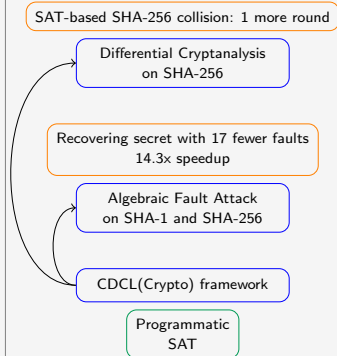 SAT-based SHA-256 collision: 1 more round
Differential Cryptanalysis
on SHA-256
Recovering secret with 17 fewer faults
14.3x speedup
Algebraic Fault Attack
on SHA-1 and SHA-256
CDCL(Crypto) framework
Programmatic
SAT